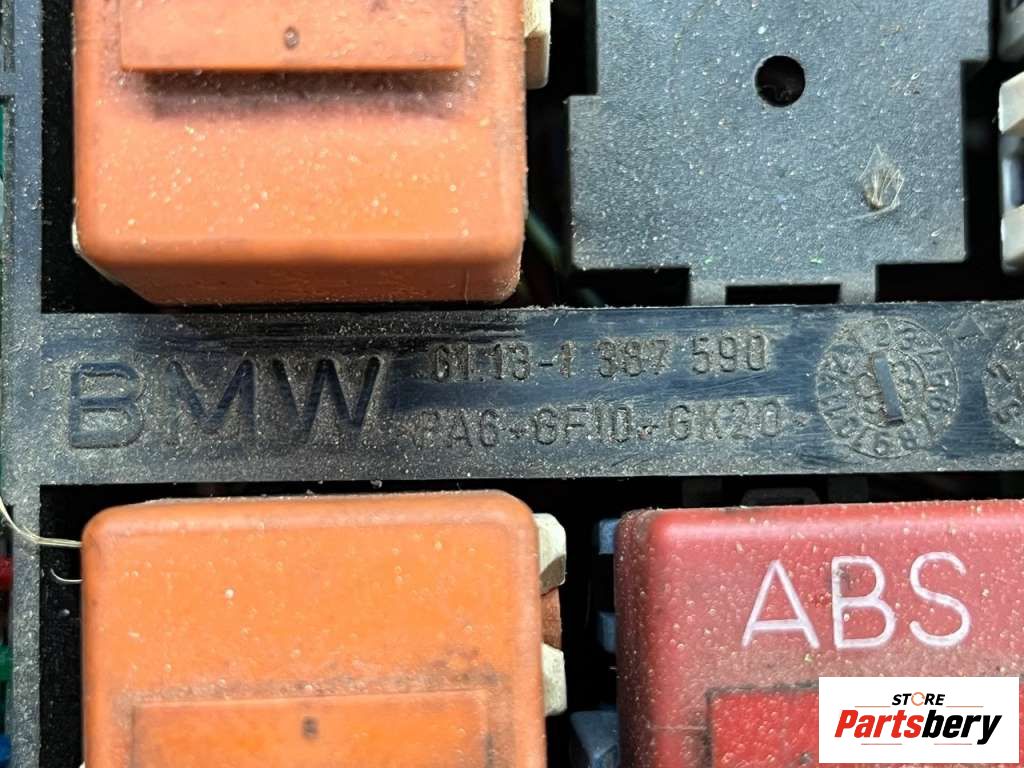 BMW
61.13-1 387 590
PA6-GF10-GK20
ABS
STORE
Partsbery